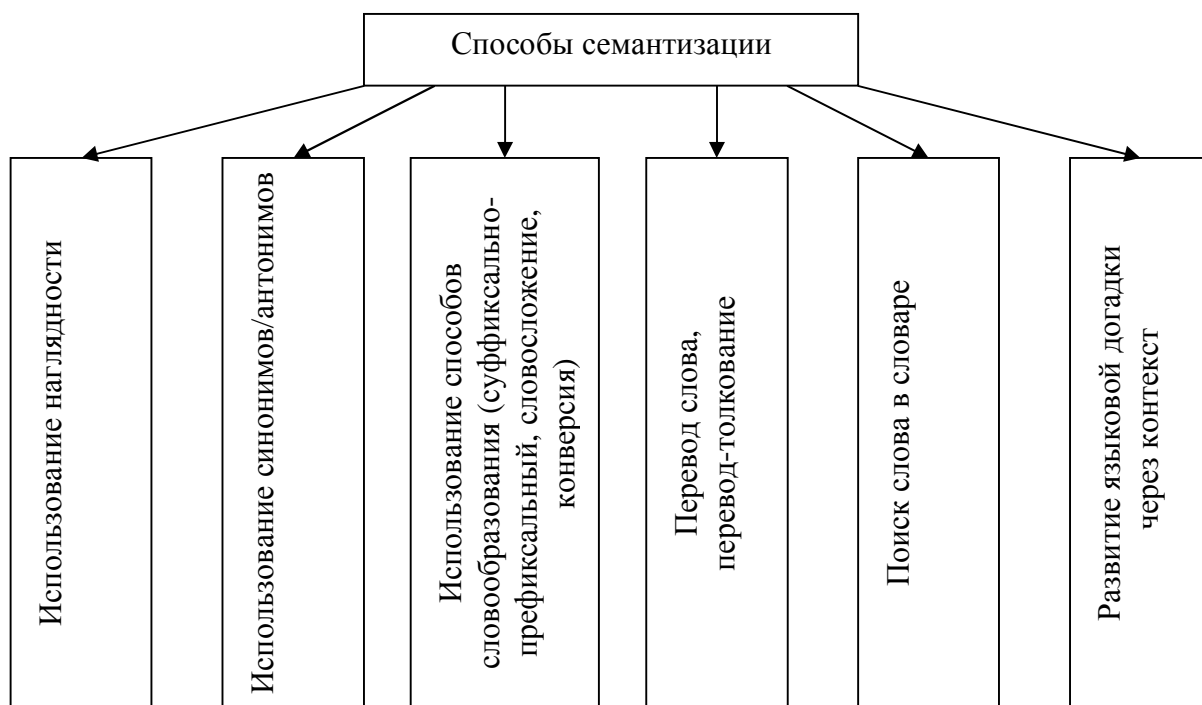 Способы семантизации
Использование наглядности
Использование синонимов/антонимов
Использование способов
словообразования (суффиксально-
префиксальный, словосложение,
конверсия)
Перевод слова,
перевод-толкование
Поиск слова в словаре
Развитие языковой догадки
через контекст